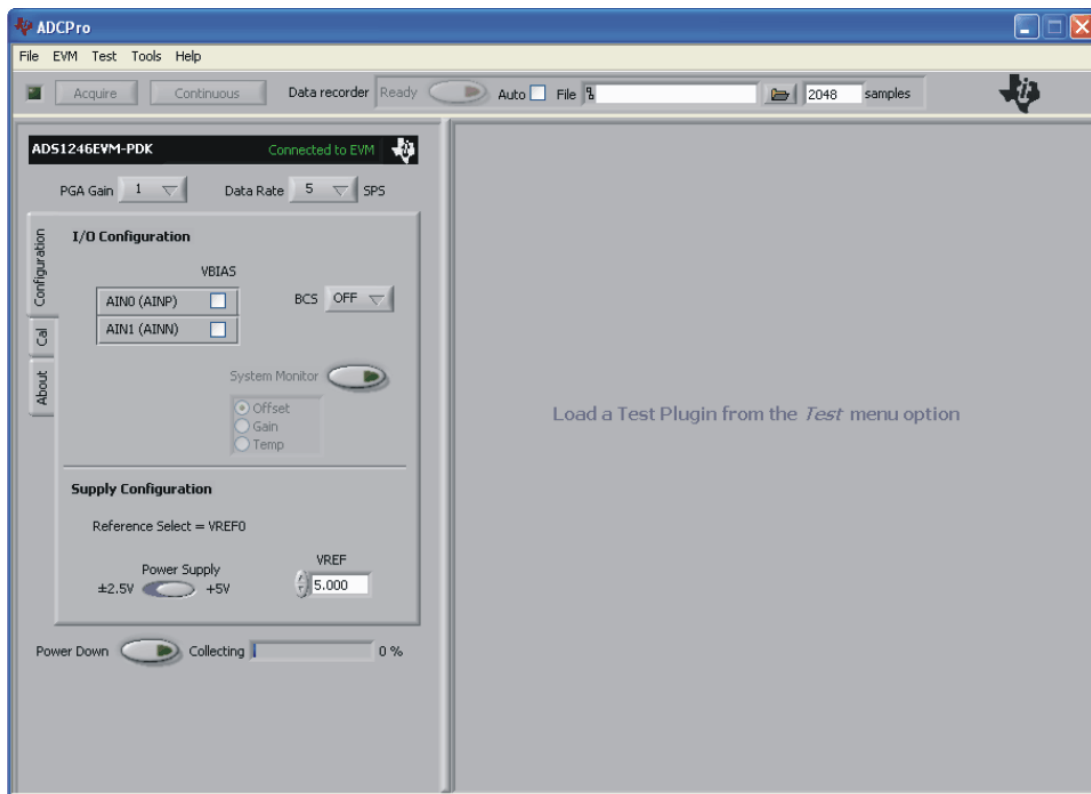 ADCPro
File EVM Test Tools Help
Acquire Continuous Data recorder Ready Auto File 2048 samples
ADS1246EVM-PDK Connected to EVM
PGA Gain 1 Data Rate 5 SPS
Configuration
Cal
About
I/O Configuration
VBIAS
AIN0 (AINP) BCS OFF
AIN1 (AINN)
System Monitor
Offset
Gain
Temp
Supply Configuration
Reference Select = VREF0
Power Supply VREF
±2.5V +5V 5.000
Power Down Collecting 0 %
Load a Test Plugin from the Test menu option